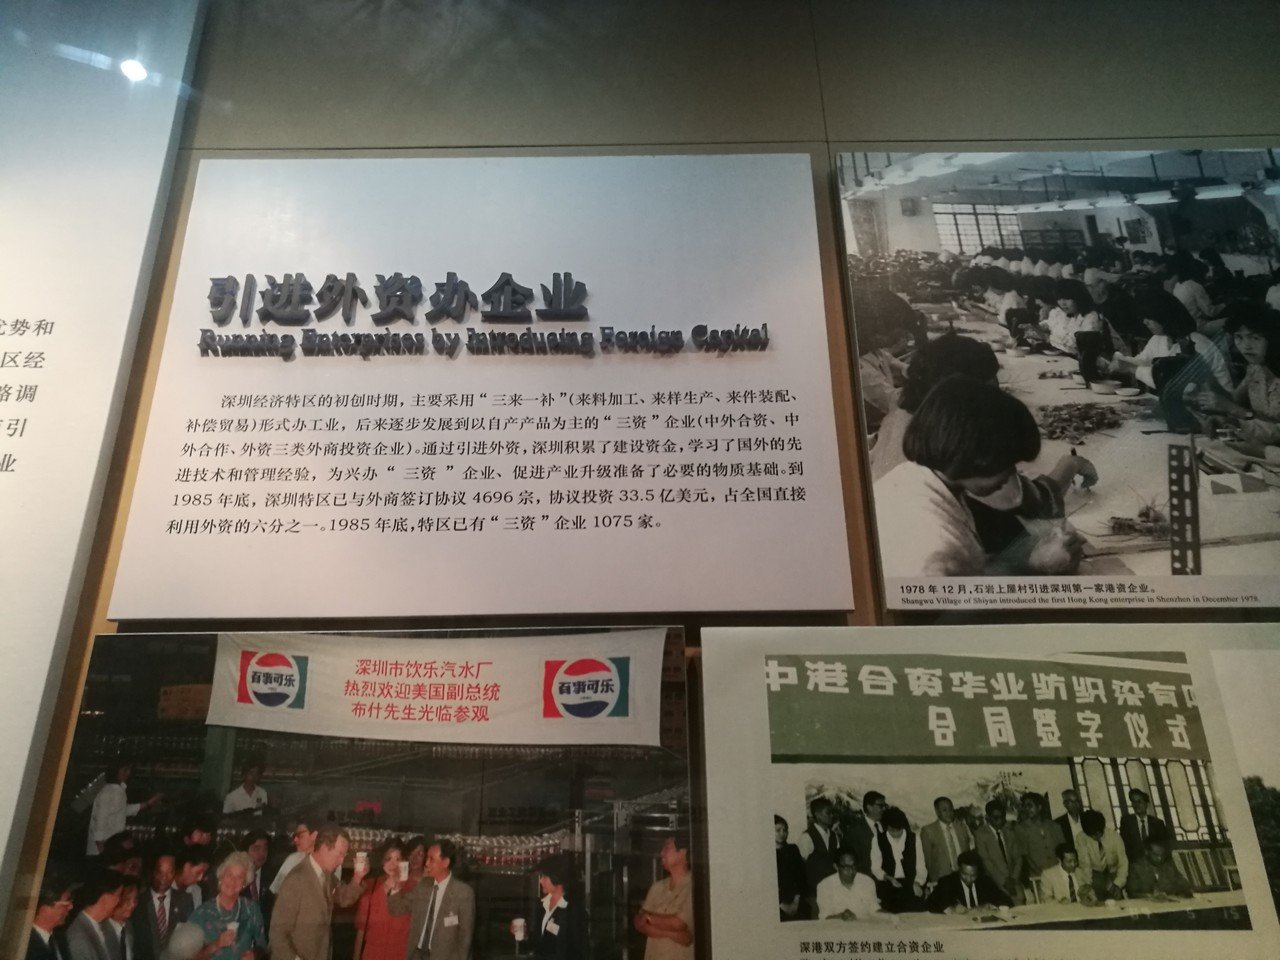 优势和
区经
略调
引
业
引进外资办企业
Running Enterprises by Introducing Foreign Capital
深圳经济特区的初创时期，主要采用“三来一补”(来料加工、来样生产、来件装配、
补偿贸易)形式办工业，后来逐步发展到以自产产品为主的“三资”企业(中外合资、中
外合作、外资三类外商投资企业)。通过引进外资，深圳积累了建设资金，学习了国外的先
进技术和管理经验，为兴办“三资”企业、促进产业升级准备了必要的物质基础。到
1985年底，深圳特区已与外商签订协议4696宗，协议投资33.5亿美元，占全国直接
利用外资的六分之一。1985年底，特区已有“三资”企业1075家。
1978年12月，石岩上屋村引进深圳第一家港资企业。
Shangwu Village of Shiyan introduced the first Hong Kong enterprise in Shenzhen in December 1978.
百事可乐
深圳市饮乐汽水厂
热烈欢迎美国副总统
布什先生光临参观
百事可乐
中港合资华业纺织染有
合同签字仪式
深港双方签约建立合资企业